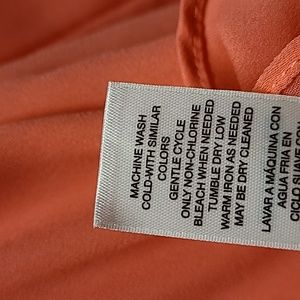 MACHINE WASH
COLD-WITH SIMILAR
COLORS
GENTLE CYCLE
ONLY NON-CHLORINE
BLEACH WHEN NEEDED
TUMBLE DRY LOW
WARM IRON AS NEEDED
MAY BE DRY CLEANED
LAVAR A MÁQUINA CON
AGUA FRIA EN
CICLO SUAVE CON